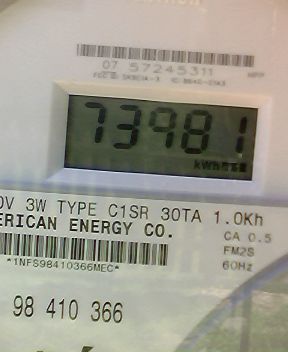 07 57245311
73981
kWh
0V 3W TYPE C1SR 30TA 1.0Kh
ERICAN ENERGY CO.
CA 0.5
FM2S
60Hz
*1NFS98410366MEC*
98 410 366